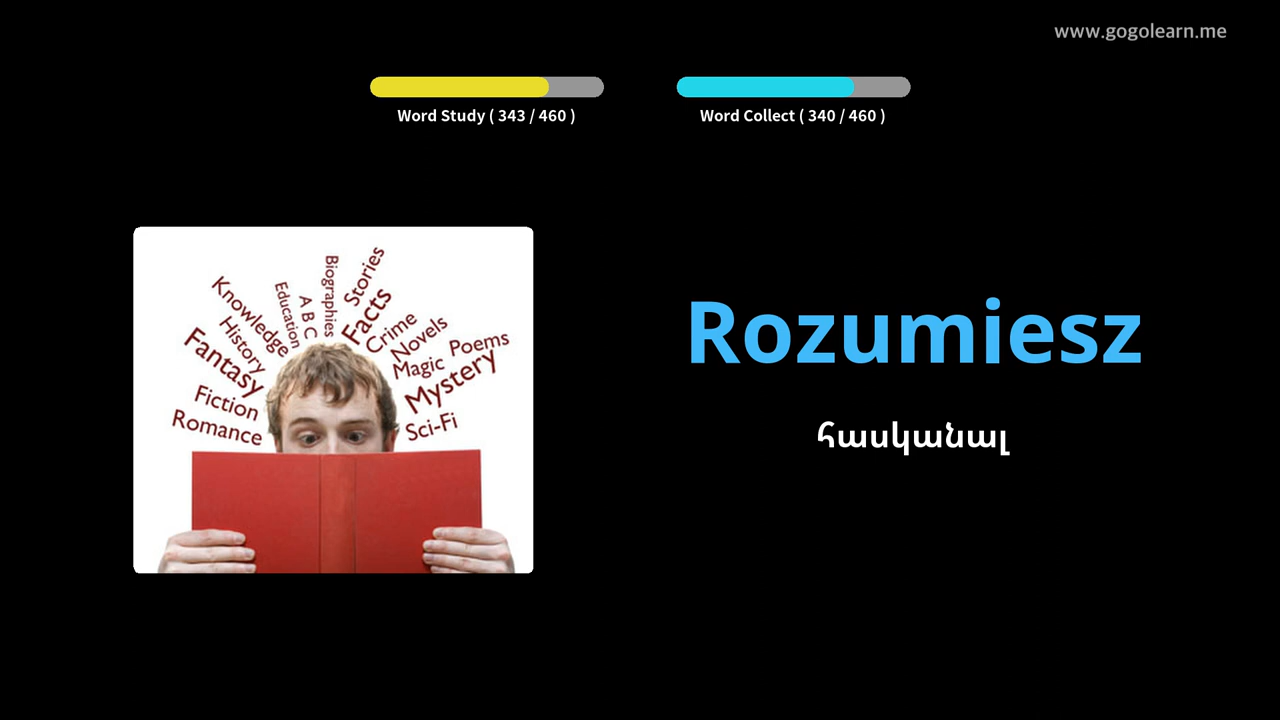 www.gogolearn.me
Word Study ( 343 / 460 )
Word Collect ( 340 / 460 )
Biographies
Stories
Education
A B C
Facts
Knowledge
History
Crime
Novels
Poems
Fantasy
Magic
Mystery
Fiction
Romance
Sci-Fi
Rozumiesz
հասկանալ